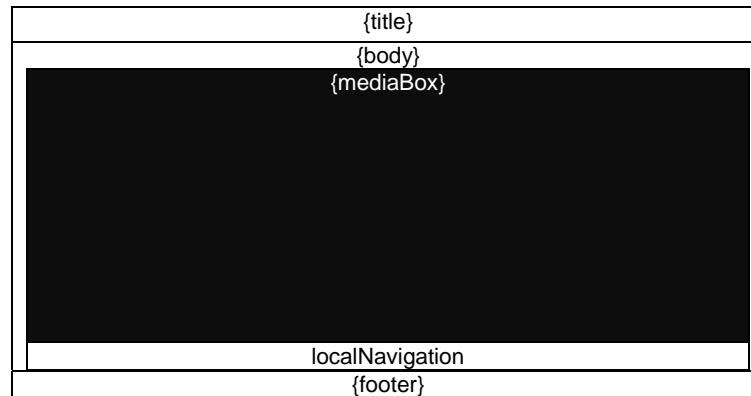 {title}
{body}
{mediaBox}
localNavigation
{footer}